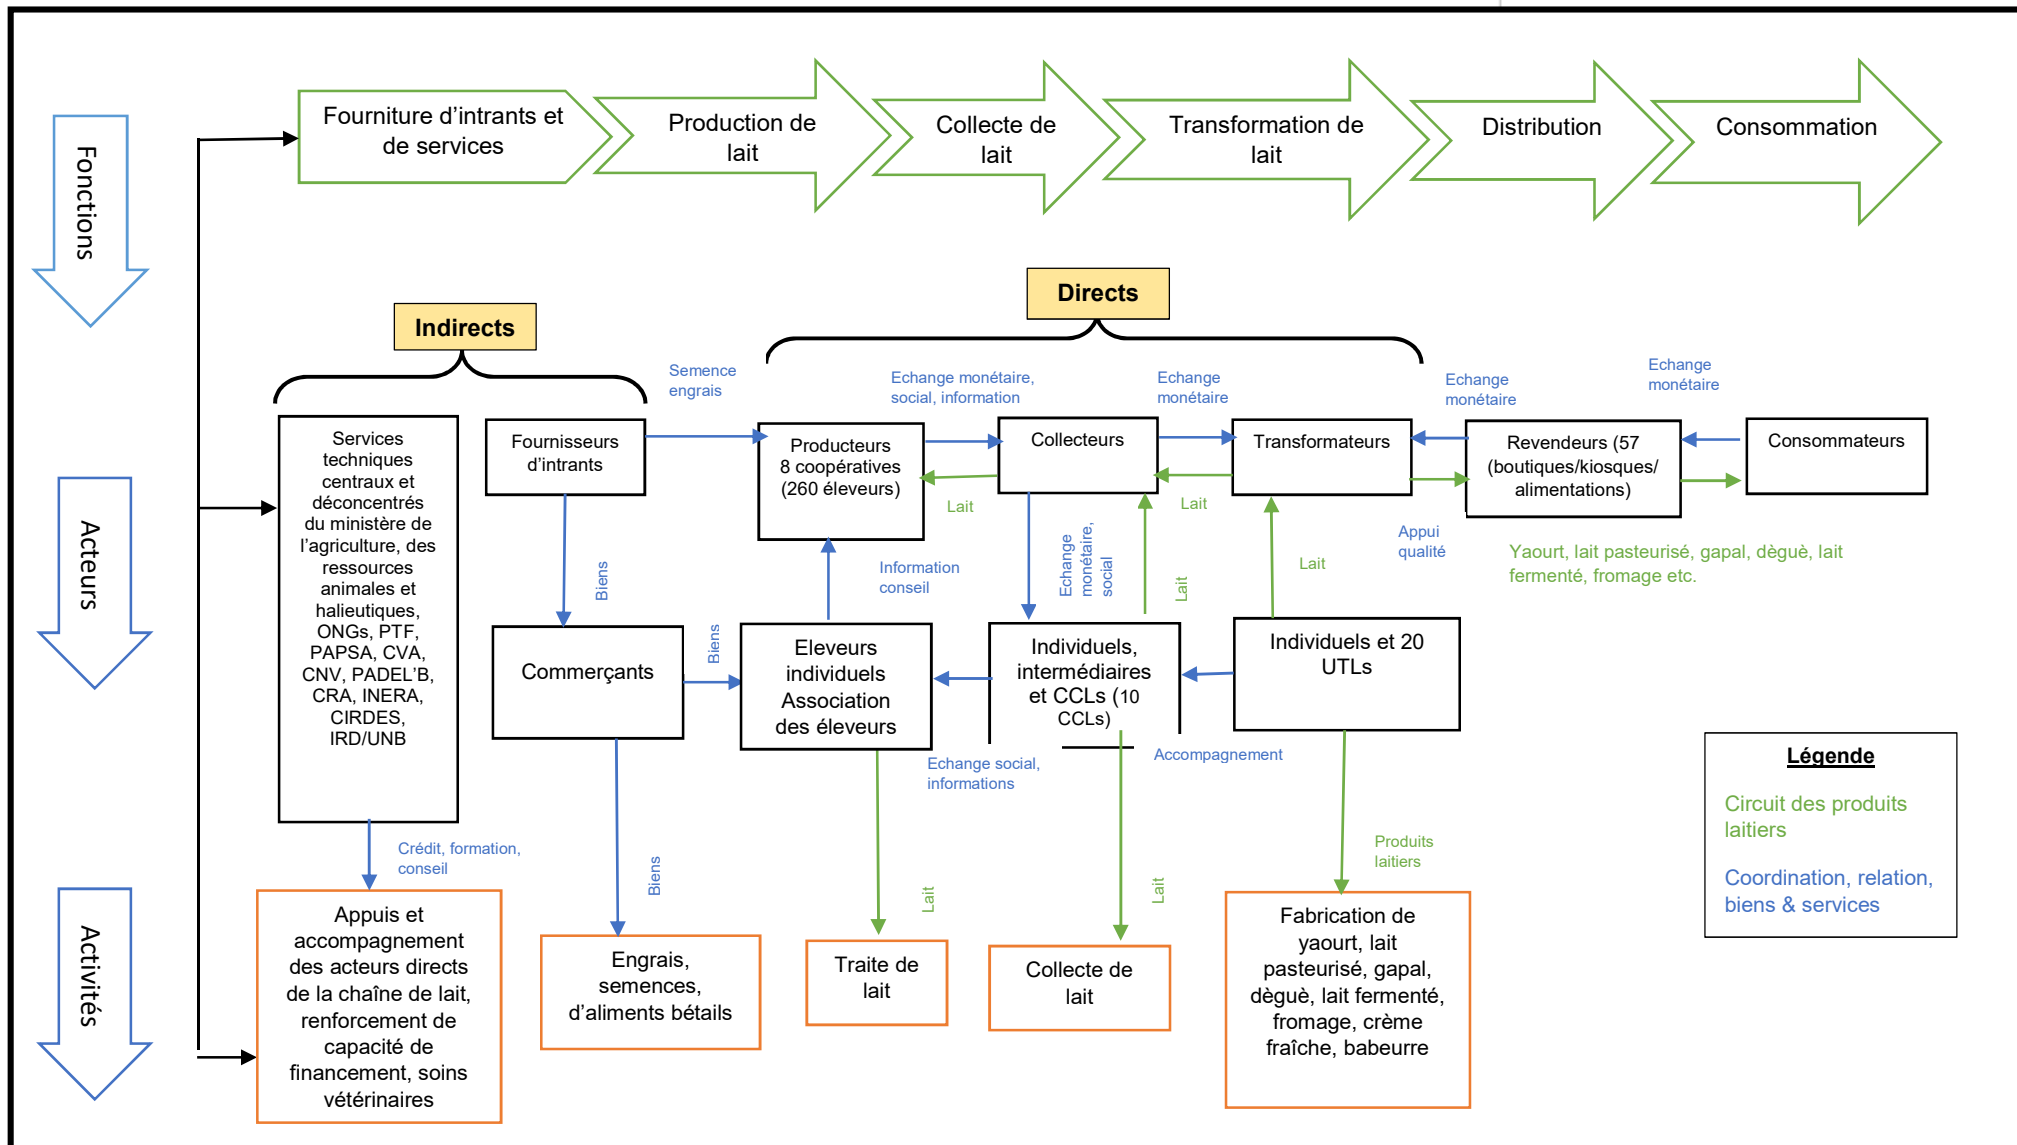 Fonctions
Fourniture d'intrants et
de services
Production de
lait
Collecte de
lait
Transformation de
lait
Distribution
Consommation
Indirects
Directs
Acteurs
Services
techniques
centraux et
déconcentrés
du ministère de
l'agriculture, des
ressources
animales et
halieutiques,
ONGs, PTF,
PAPSA, CVA,
CNV, PADEL'B,
CRA, INERA,
CIRDES,
IRD/UNB
Fournisseurs
d'intrants
Semence
engrais
Producteurs
8 coopératives
(260 éleveurs)
Echange monétaire,
social, information
Lait
Collecteurs
Echange
monétaire
Lait
Transformateurs
Echange
monétaire
Revendeurs (57
(boutiques/kiosques/
alimentations)
Echange
monétaire
Consommateurs
Appui
qualité
Yaourt, lait pasteurisé, gapal, dèguè, lait
fermenté, fromage etc.
Biens
Information
conseil
Echange
monétaire,
social
Lait
Lait
Commerçants
Biens
Eleveurs
individuels
Association
des éleveurs
Individuels,
intermédiaires
et CCLs (10
CCLs)
Individuels et 20
UTLs
Echange social,
informations
Accompagnement
Légende
Circuit des produits
laitiers
Coordination, relation,
biens & services
Activités
Crédit, formation,
conseil
Biens
Lait
Lait
Produits
laitiers
Appuis et
accompagnement
des acteurs directs
de la chaîne de lait,
renforcement de
capacité de
financement, soins
vétérinaires
Engrais,
semences,
d'aliments bétails
Traite de
lait
Collecte de
lait
Fabrication de
yaourt, lait
pasteurisé, gapal,
dèguè, lait fermenté,
fromage, crème
fraîche, babeurre